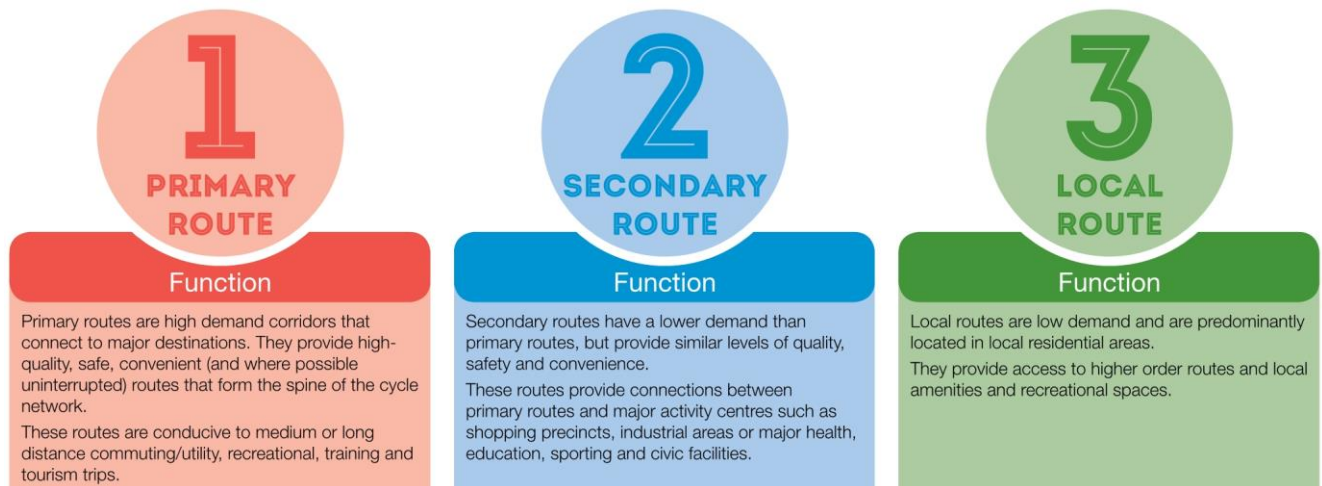 1
PRIMARY
ROUTE
Function
Primary routes are high demand corridors that
connect to major destinations. They provide high-
quality, safe, convenient (and where possible
uninterrupted) routes that form the spine of the cycle
network.
These routes are conducive to medium or long
distance commuting/utility, recreational, training and
tourism trips.
2
SECONDARY
ROUTE
Function
Secondary routes have a lower demand than
primary routes, but provide similar levels of quality,
safety and convenience.
These routes provide connections between
primary routes and major activity centres such as
shopping precincts, industrial areas or major health,
education, sporting and civic facilities.
3
LOCAL
ROUTE
Function
Local routes are low demand and are predominantly
located in local residential areas.
They provide access to higher order routes and local
amenities and recreational spaces.